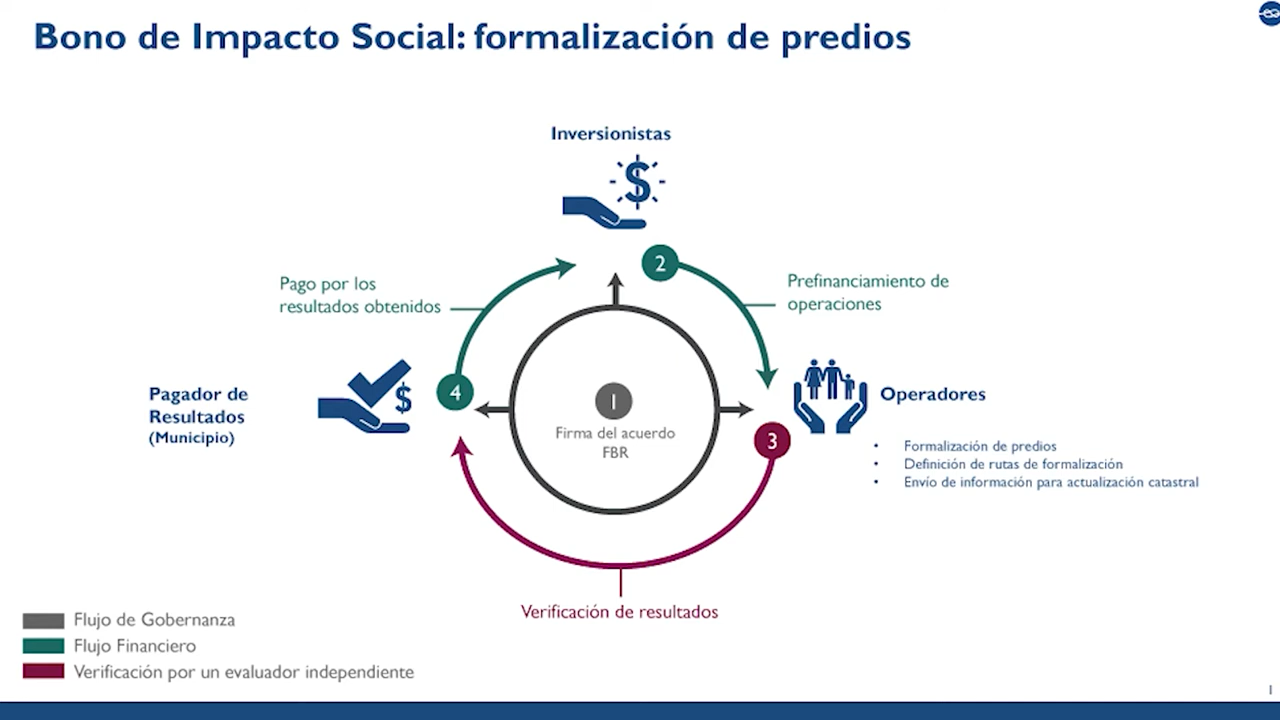 Bono de Impacto Social: formalización de predios
Inversionistas
$
2
Pago por los
resultados obtenidos
Prefinanciamiento de
operaciones
Pagador de
Resultados
(Municipio)
$
4
1
Firma del acuerdo
FBR
Operadores
3
• Formalización de predios
• Definición de rutas de formalización
• Envío de información para actualización catastral
Verificación de resultados
Flujo de Gobernanza
Flujo Financiero
Verificación por un evaluador independiente
1